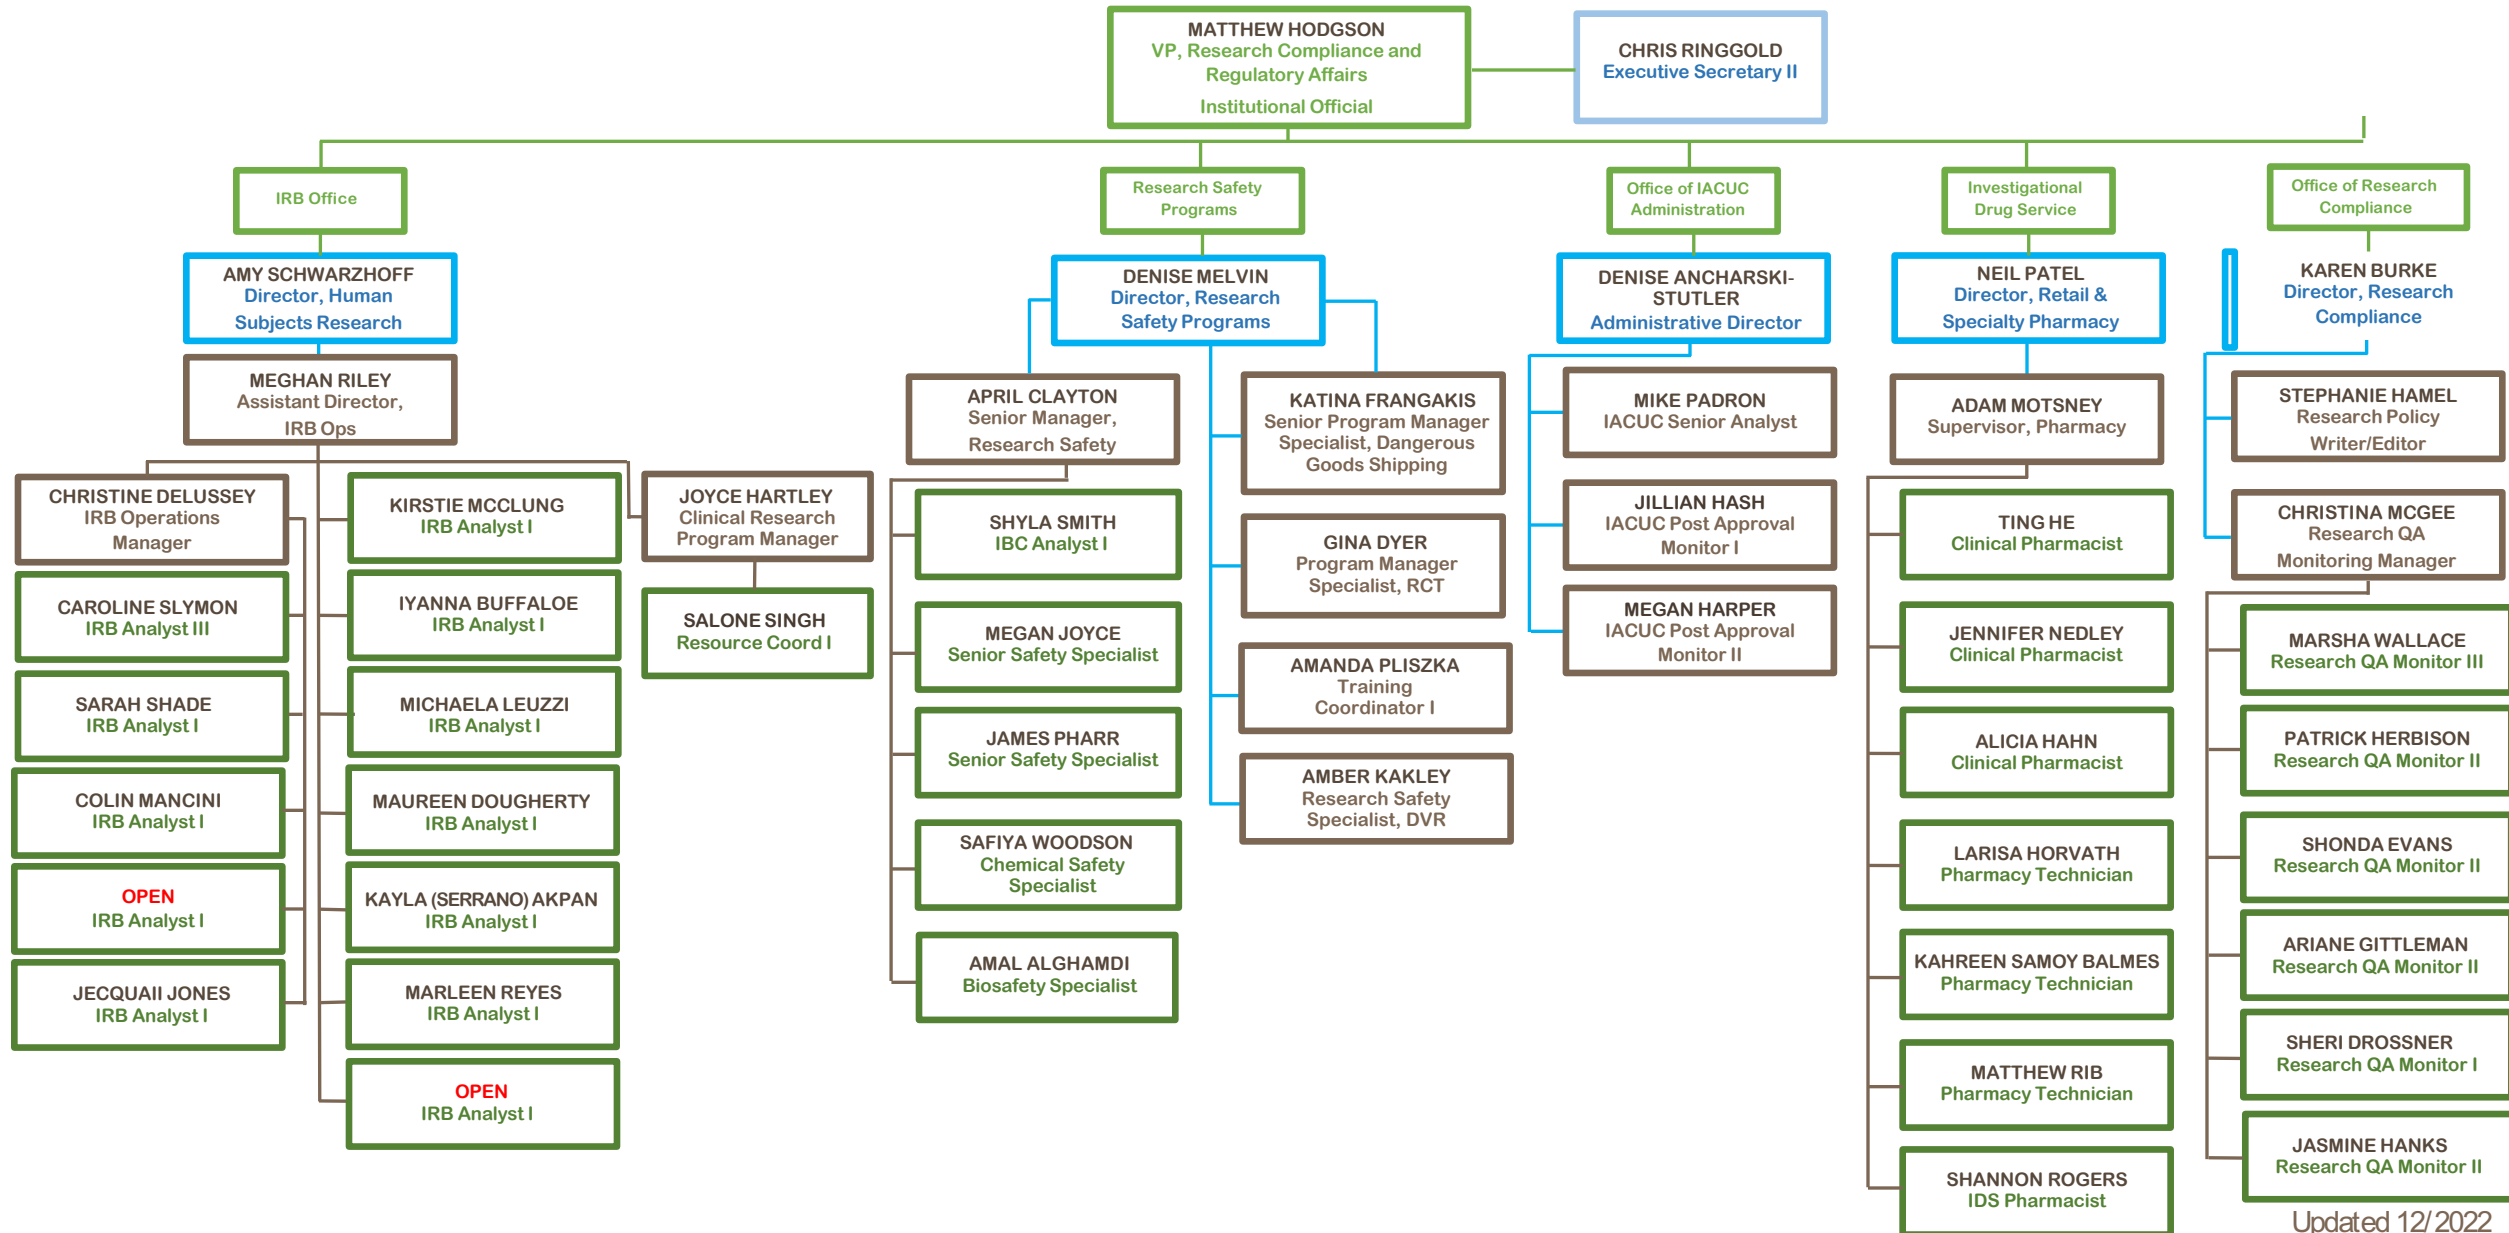 MATTHEW HODGSON
VP, Research Compliance and
Regulatory Affairs
Institutional Official
CHRIS RINGGOLD
Executive Secretary II
IRB Office
AMY SCHWARZHOFF
Director, Human
Subjects Research
MEGHAN RILEY
Assistant Director,
IRB Ops
CHRISTINE DELUSSEY
IRB Operations
Manager
CAROLINE SLYMON
IRB Analyst III
SARAH SHADE
IRB Analyst I
COLIN MANCINI
IRB Analyst I
OPEN
IRB Analyst I
JECQUAII JONES
IRB Analyst I
KIRSTIE MCCLUNG
IRB Analyst I
IYANNA BUFFALOE
IRB Analyst I
MICHAELA LEUZZI
IRB Analyst I
MAUREEN DOUGHERTY
IRB Analyst I
KAYLA (SERRANO) AKPAN
IRB Analyst I
MARLEEN REYES
IRB Analyst I
OPEN
IRB Analyst I
JOYCE HARTLEY
Clinical Research
Program Manager
SALONE SINGH
Resource Coord I
Research Safety
Programs
DENISE MELVIN
Director, Research
Safety Programs
APRIL CLAYTON
Senior Manager,
Research Safety
SHYLA SMITH
IBC Analyst I
MEGAN JOYCE
Senior Safety Specialist
JAMES PHARR
Senior Safety Specialist
SAFIYA WOODSON
Chemical Safety
Specialist
AMAL ALGHAMDI
Biosafety Specialist
KATINA FRANGAKIS
Senior Program Manager
Specialist, Dangerous
Goods Shipping
GINA DYER
Program Manager
Specialist, RCT
AMANDA PLISZKA
Training
Coordinator I
AMBER KAKLEY
Research Safety
Specialist, DVR
Office of IACUC
Administration
DENISE ANCHARSKI-
STUTLER
Administrative Director
MIKE PADRON
IACUC Senior Analyst
JILLIAN HASH
IACUC Post Approval
Monitor I
MEGAN HARPER
IACUC Post Approval
Monitor II
Investigational
Drug Service
NEIL PATEL
Director, Retail &
Specialty Pharmacy
ADAM MOTSNEY
Supervisor, Pharmacy
TING HE
Clinical Pharmacist
JENNIFER NEDLEY
Clinical Pharmacist
ALICIA HAHN
Clinical Pharmacist
LARISA HORVATH
Pharmacy Technician
KAHREEN SAMOY BALMES
Pharmacy Technician
MATTHEW RIB
Pharmacy Technician
SHANNON ROGERS
IDS Pharmacist
Office of Research
Compliance
KAREN BURKE
Director, Research
Compliance
STEPHANIE HAMEL
Research Policy
Writer/Editor
CHRISTINA MCGEE
Research QA
Monitoring Manager
MARSHA WALLACE
Research QA Monitor III
PATRICK HERBISON
Research QA Monitor II
SHONDA EVANS
Research QA Monitor II
ARIANE GITTLEMAN
Research QA Monitor II
SHERI DROSSNER
Research QA Monitor I
JASMINE HANKS
Research QA Monitor II
Updated 12/2022